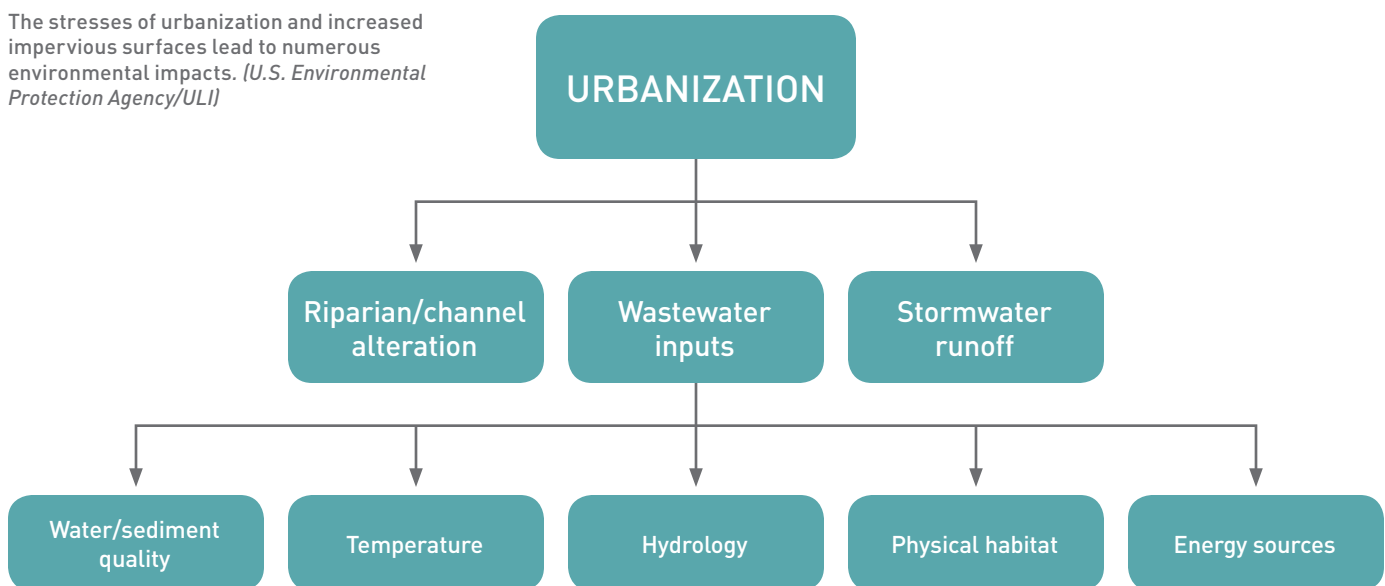 The stresses of urbanization and increased
impervious surfaces lead to numerous
environmental impacts. (U.S. Environmental
Protection Agency/ULI)
URBANIZATION
Riparian/channel
alteration
Wastewater
inputs
Stormwater
runoff
Water/sediment
quality
Temperature
Hydrology
Physical habitat
Energy sources